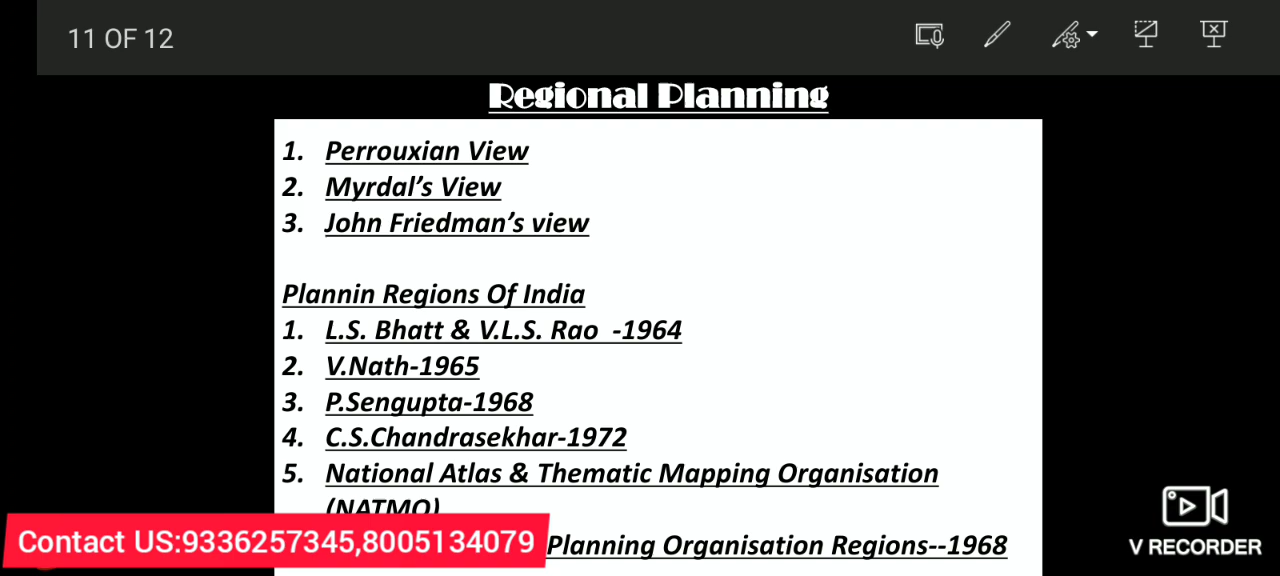 11 OF 12
Regional Planning
1. Perrouxian View
2. Myrdal’s View
3. John Friedman’s view
Plannin Regions Of India
1. L.S. Bhatt & V.L.S. Rao -1964
2. V.Nath-1965
3. P.Sengupta-1968
4. C.S.Chandrasekhar-1972
5. National Atlas & Thematic Mapping Organisation
(NATMO)
Planning Organisation Regions--1968
Contact US:9336257345,8005134079
V RECORDER